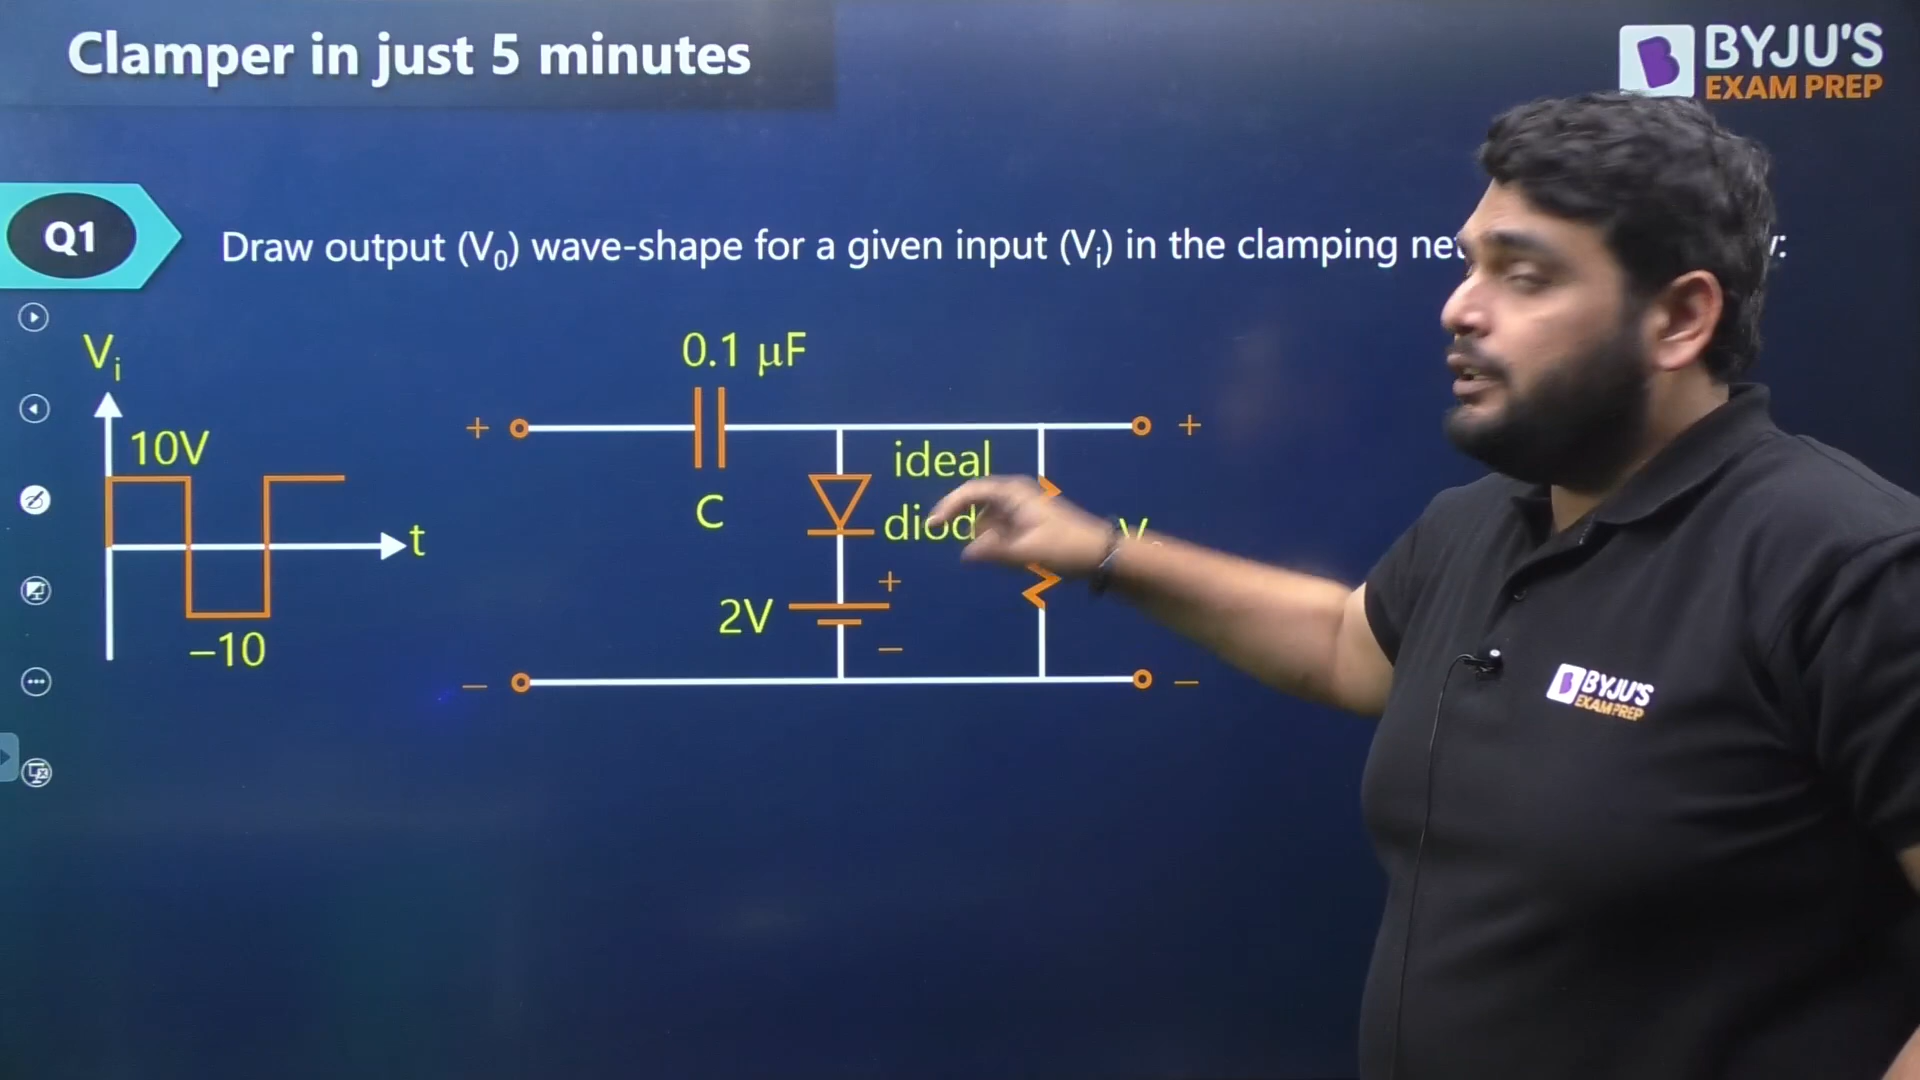 Clamper in just 5 minutes
BYJU'S
EXAM PREP
Q1
Draw output (V₀) wave-shape for a given input (Vᵢ) in the clamping
Vᵢ
10V
t
–10
0.1 μF
C
+
–
ideal
2V
+
–
+
–
BYJU'S
EXAM PREP